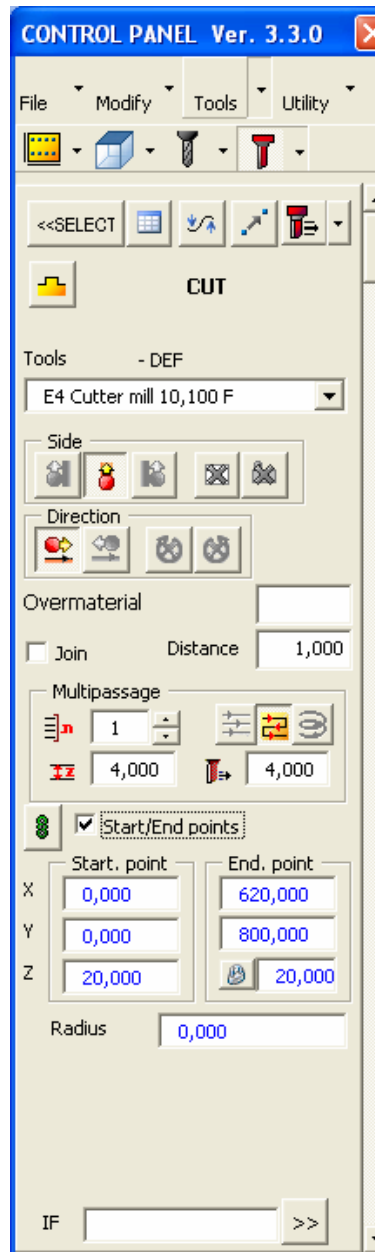 CONTROL PANEL Ver. 3.3.0
File Modify Tools Utility
<<SELECT
CUT
Tools - DEF
E4 Cutter mill 10,100 F
Side
Direction
Overmaterial
Join Distance 1,000
Multipassage
n 1
z 4,000 4,000
Start/End points
Start. point End. point
X 0,000 620,000
Y 0,000 800,000
Z 20,000 20,000
Radius 0,000
IF >>